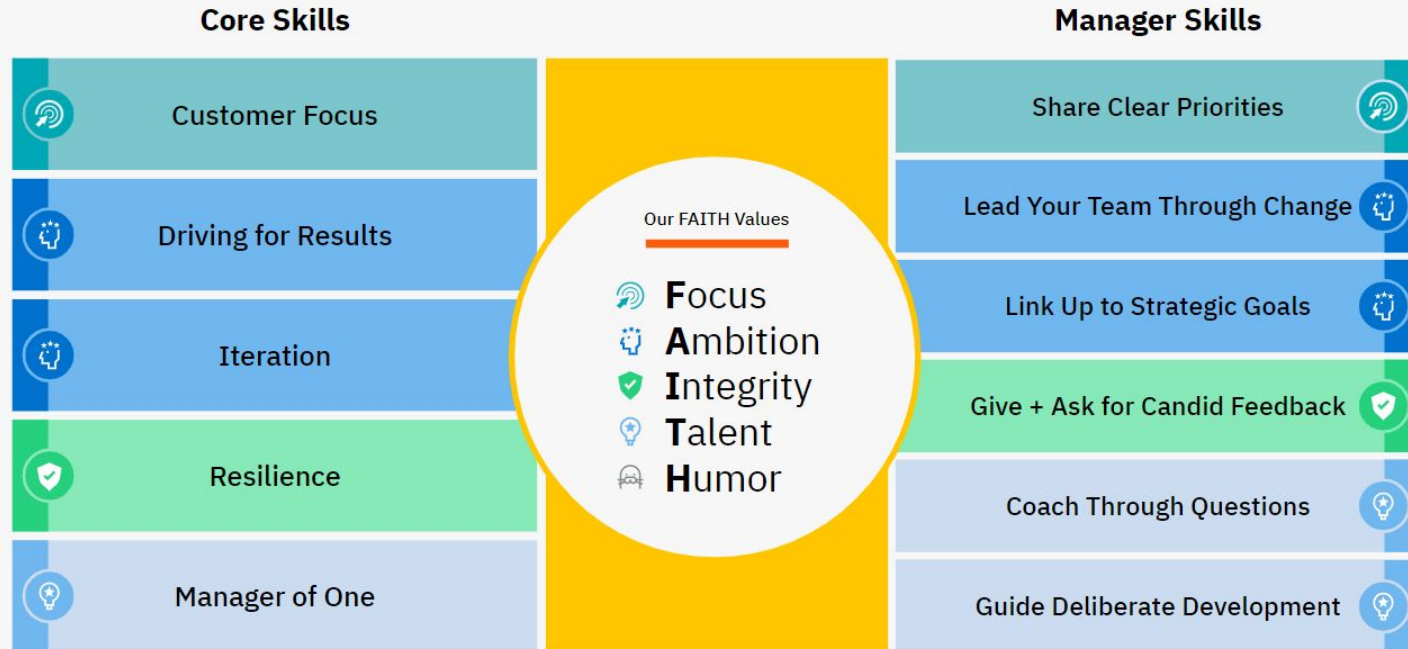 Core Skills
Customer Focus
Driving for Results
Iteration
Resilience
Manager of One
Our FAITH Values
Focus
Ambition
Integrity
Talent
Humor
Manager Skills
Share Clear Priorities
Lead Your Team Through Change
Link Up to Strategic Goals
Give + Ask for Candid Feedback
Coach Through Questions
Guide Deliberate Development